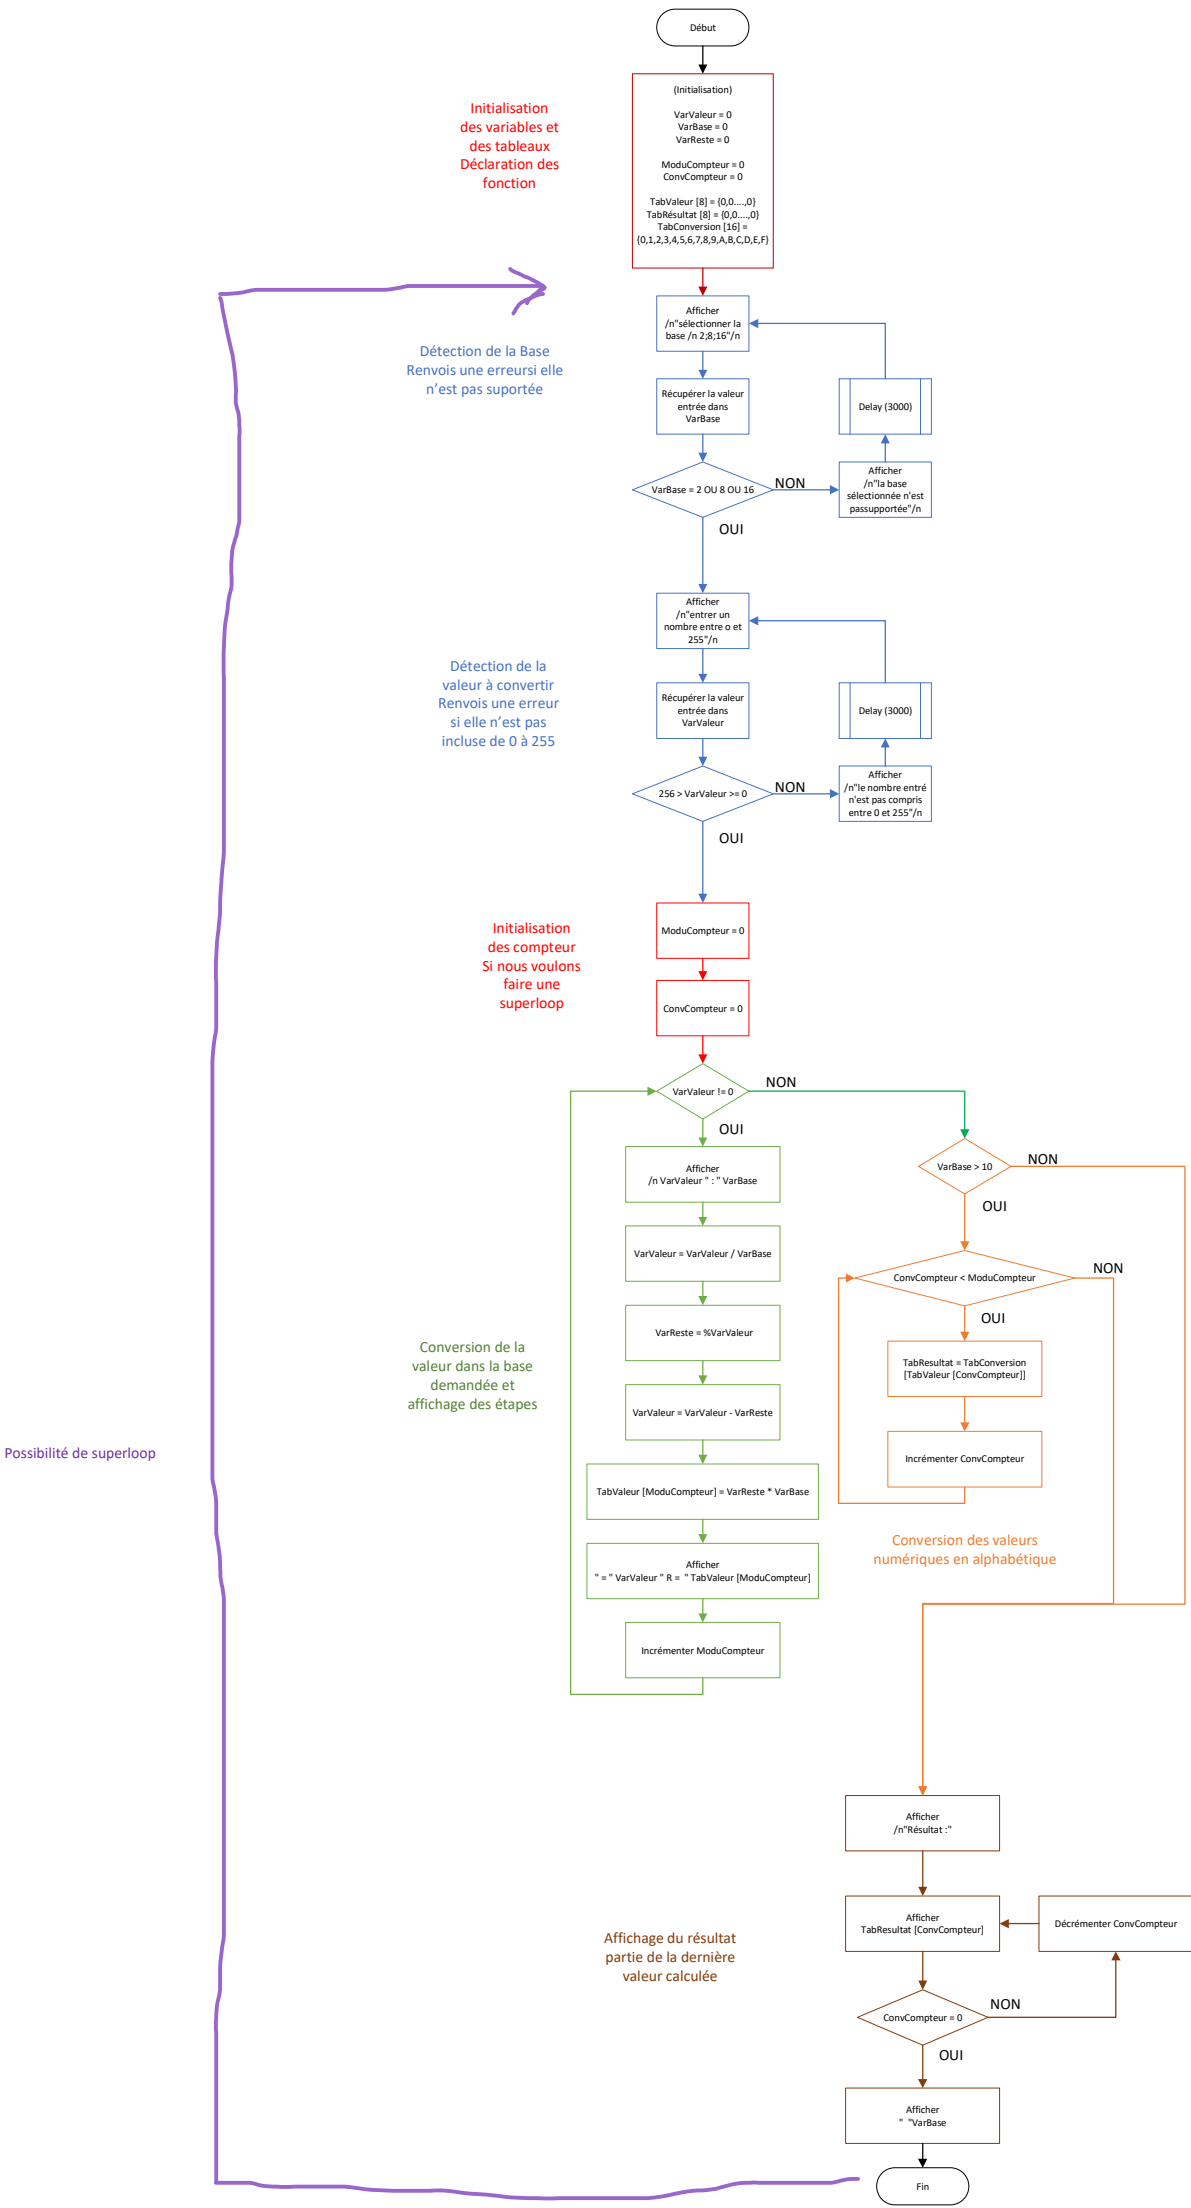 Début
Initialisation
des variables et
des tableaux
Déclaration des
fonction
(Initialisation)
VarValeur = 0
VarBase = 0
VarReste = 0
ModuCompteur = 0
ConvCompteur = 0
TabValeur [8] = {0,0....,0}
TabRésultat [8] = {0,0....,0}
TabConversion [16] =
{0,1,2,3,4,5,6,7,8,9,A,B,C,D,E,F}
Détection de la Base
Renvois une erreursi elle
n'est pas suportée
Afficher
/n"sélectionner la
base /n 2;8;16"/n
Récupérer la valeur
entrée dans
VarBase
Delay (3000)
VarBase = 2 OU 8 OU 16
NON
Afficher
/n"la base
sélectionnée n'est
passupportée"/n
OUI
Détection de la
valeur à convertir
Renvois une erreur
si elle n'est pas
incluse de 0 à 255
Afficher
/n"entrer un
nombre entre o et
255"/n
Récupérer la valeur
entrée dans
VarValeur
Delay (3000)
256 > VarValeur >= 0
NON
Afficher
/n"le nombre entré
n'est pas compris
entre 0 et 255"/n
OUI
Initialisation
des compteur
Si nous voulons
faire une
superloop
ModuCompteur = 0
ConvCompteur = 0
VarValeur != 0
NON
OUI
Afficher
/n VarValeur " : " VarBase
VarValeur = VarValeur / VarBase
VarReste = %VarValeur
VarValeur = VarValeur - VarReste
TabValeur [ModuCompteur] = VarReste * VarBase
Afficher
" = " VarValeur " R =  " TabValeur [ModuCompteur]
Incrémenter ModuCompteur
Conversion de la
valeur dans la base
demandée et
affichage des étapes
Possibilité de superloop
VarBase > 10
NON
OUI
ConvCompteur < ModuCompteur
NON
OUI
TabResultat = TabConversion
[TabValeur [ConvCompteur]]
Incrémenter ConvCompteur
Conversion des valeurs
numériques en alphabétique
Afficher
/n"Résultat :"
Affichage du résultat
partie de la dernière
valeur calculée
Afficher
TabResultat [ConvCompteur]
Décrémenter ConvCompteur
ConvCompteur = 0
NON
OUI
Afficher
"  "VarBase
Fin